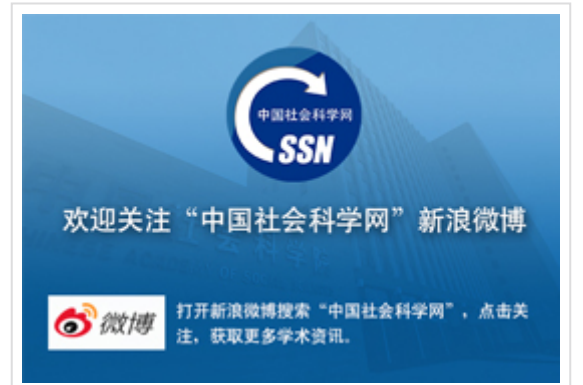 中国社会科学网
SSN
欢迎关注“中国社会科学网”新浪微博
微博
打开新浪微博搜索“中国社会科学网”，点击关
注，获取更多学术资讯。